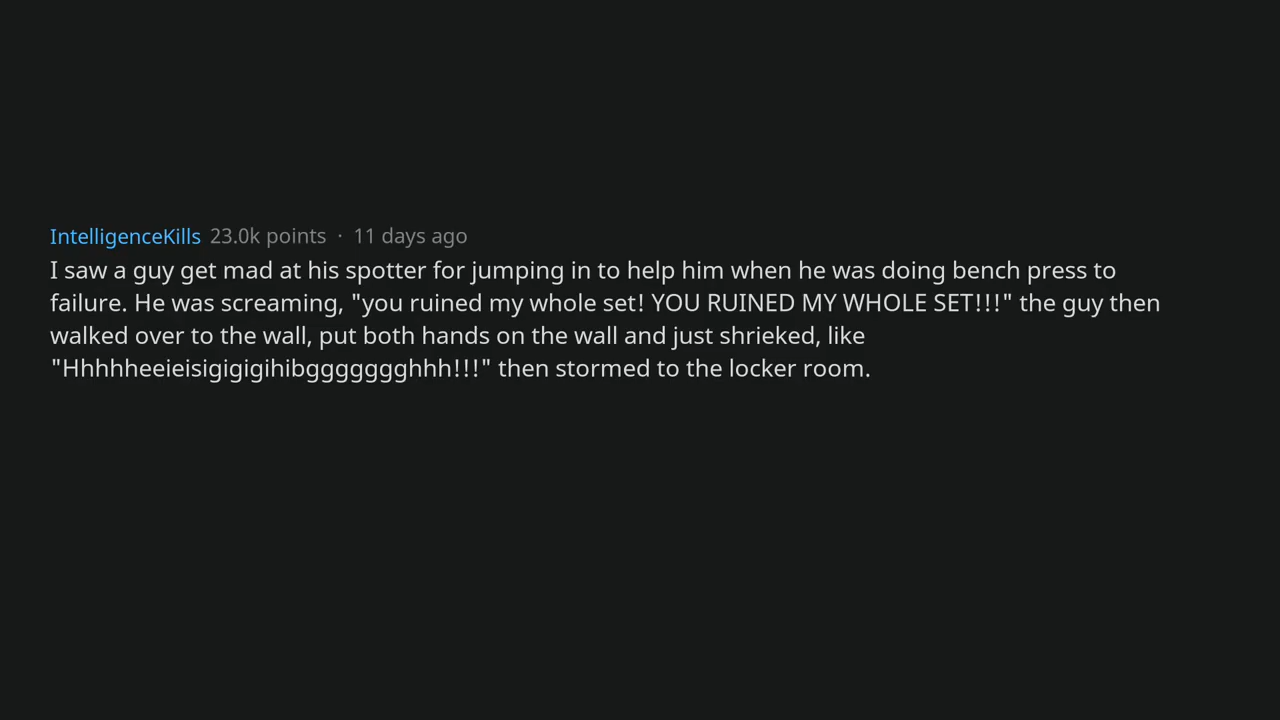 IntelligenceKills 23.0k points · 11 days ago
I saw a guy get mad at his spotter for jumping in to help him when he was doing bench press to
failure. He was screaming, "you ruined my whole set! YOU RUINED MY WHOLE SET!!!" the guy then
walked over to the wall, put both hands on the wall and just shrieked, like
"Hhhhheeieisigigigihibggggggghhh!!!" then stormed to the locker room.